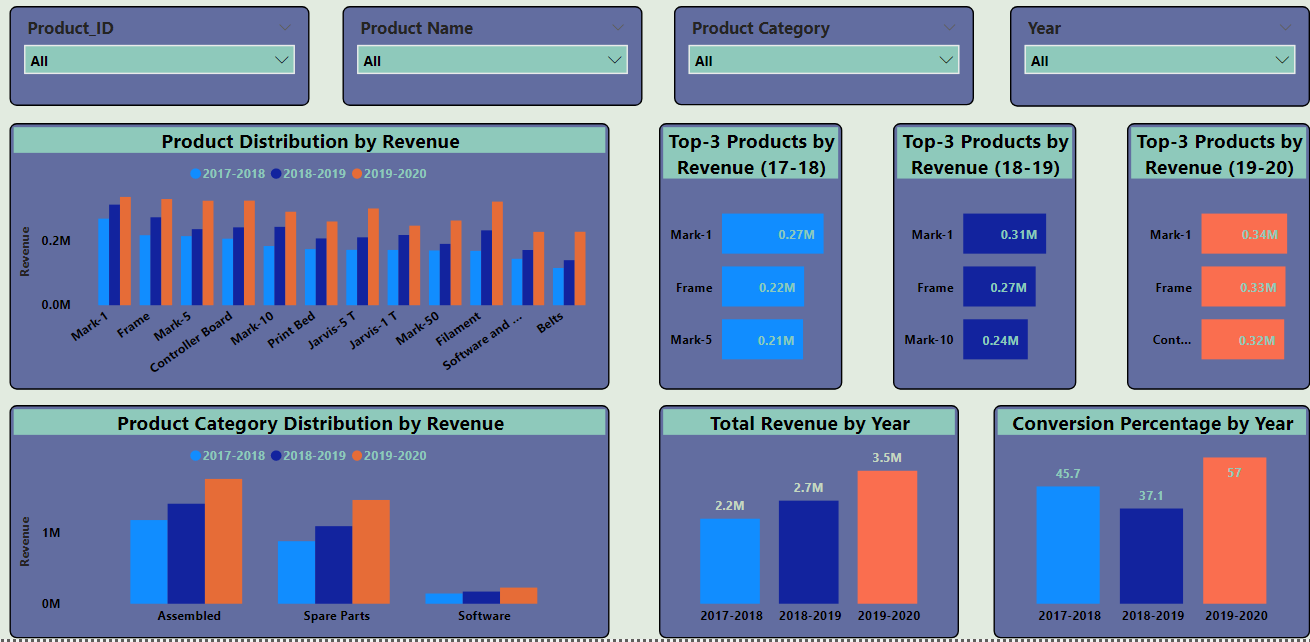 Product_ID
All
Product Name
All
Product Category
All
Year
All
Product Distribution by Revenue
2017-2018 2018-2019 2019-2020
Revenue
0.2M
0.0M
Mark-1
Frame
Mark-5
Controller Board
Mark-10
Print Bed
Jarvis-5 T
Jarvis-1 T
Mark-50
Filament
Software and ...
Belts
Top-3 Products by
Revenue (17-18)
Mark-1 0.27M
Frame 0.22M
Mark-5 0.21M
Top-3 Products by
Revenue (18-19)
Mark-1 0.31M
Frame 0.27M
Mark-10 0.24M
Top-3 Products by
Revenue (19-20)
Mark-1 0.34M
Frame 0.33M
Cont... 0.32M
Product Category Distribution by Revenue
2017-2018 2018-2019 2019-2020
Revenue
1M
0M
Assembled Spare Parts Software
Total Revenue by Year
2.2M
2.7M
3.5M
2017-2018 2018-2019 2019-2020
Conversion Percentage by Year
45.7
37.1
57
2017-2018 2018-2019 2019-2020